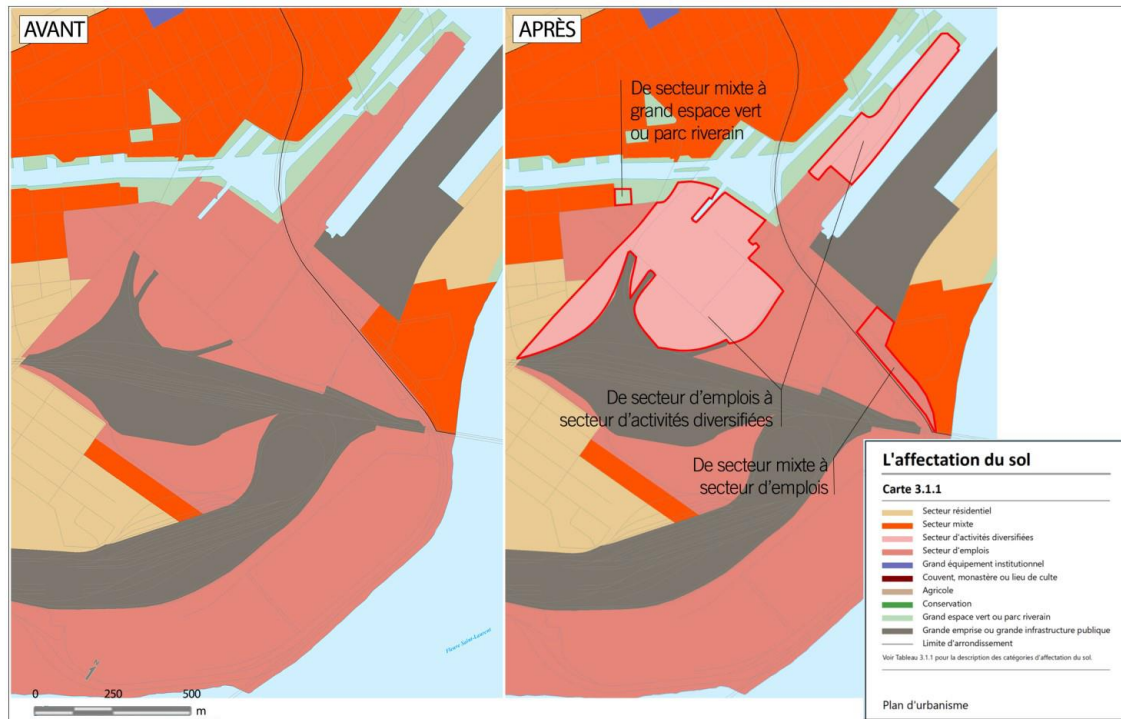 AVANT
APRÈS
De secteur mixte à
grand espace vert
ou parc riverain
De secteur d'emplois à
secteur d'activités diversifiées
De secteur mixte à
secteur d'emplois
Fleuve Saint-Laurent
0 250 500
m
L'affectation du sol
Carte 3.1.1
Secteur résidentiel
Secteur mixte
Secteur d'activités diversifiées
Secteur d'emplois
Grand équipement institutionnel
Couvent, monastère ou lieu de culte
Agricole
Conservation
Grand espace vert ou parc riverain
Grande emprise ou grande infrastructure publique
Limite d'arrondissement
Voir Tableau 3.1.1 pour la description des catégories d'affectation du sol.
Plan d'urbanisme